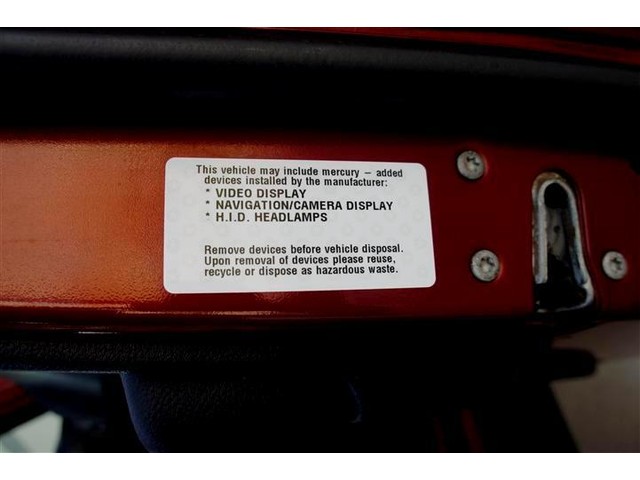 This vehicle may include mercury – added
devices installed by the manufacturer:
* VIDEO DISPLAY
* NAVIGATION/CAMERA DISPLAY
* H.I.D. HEADLAMPS
Remove devices before vehicle disposal.
Upon removal of devices please reuse,
recycle or dispose as hazardous waste.